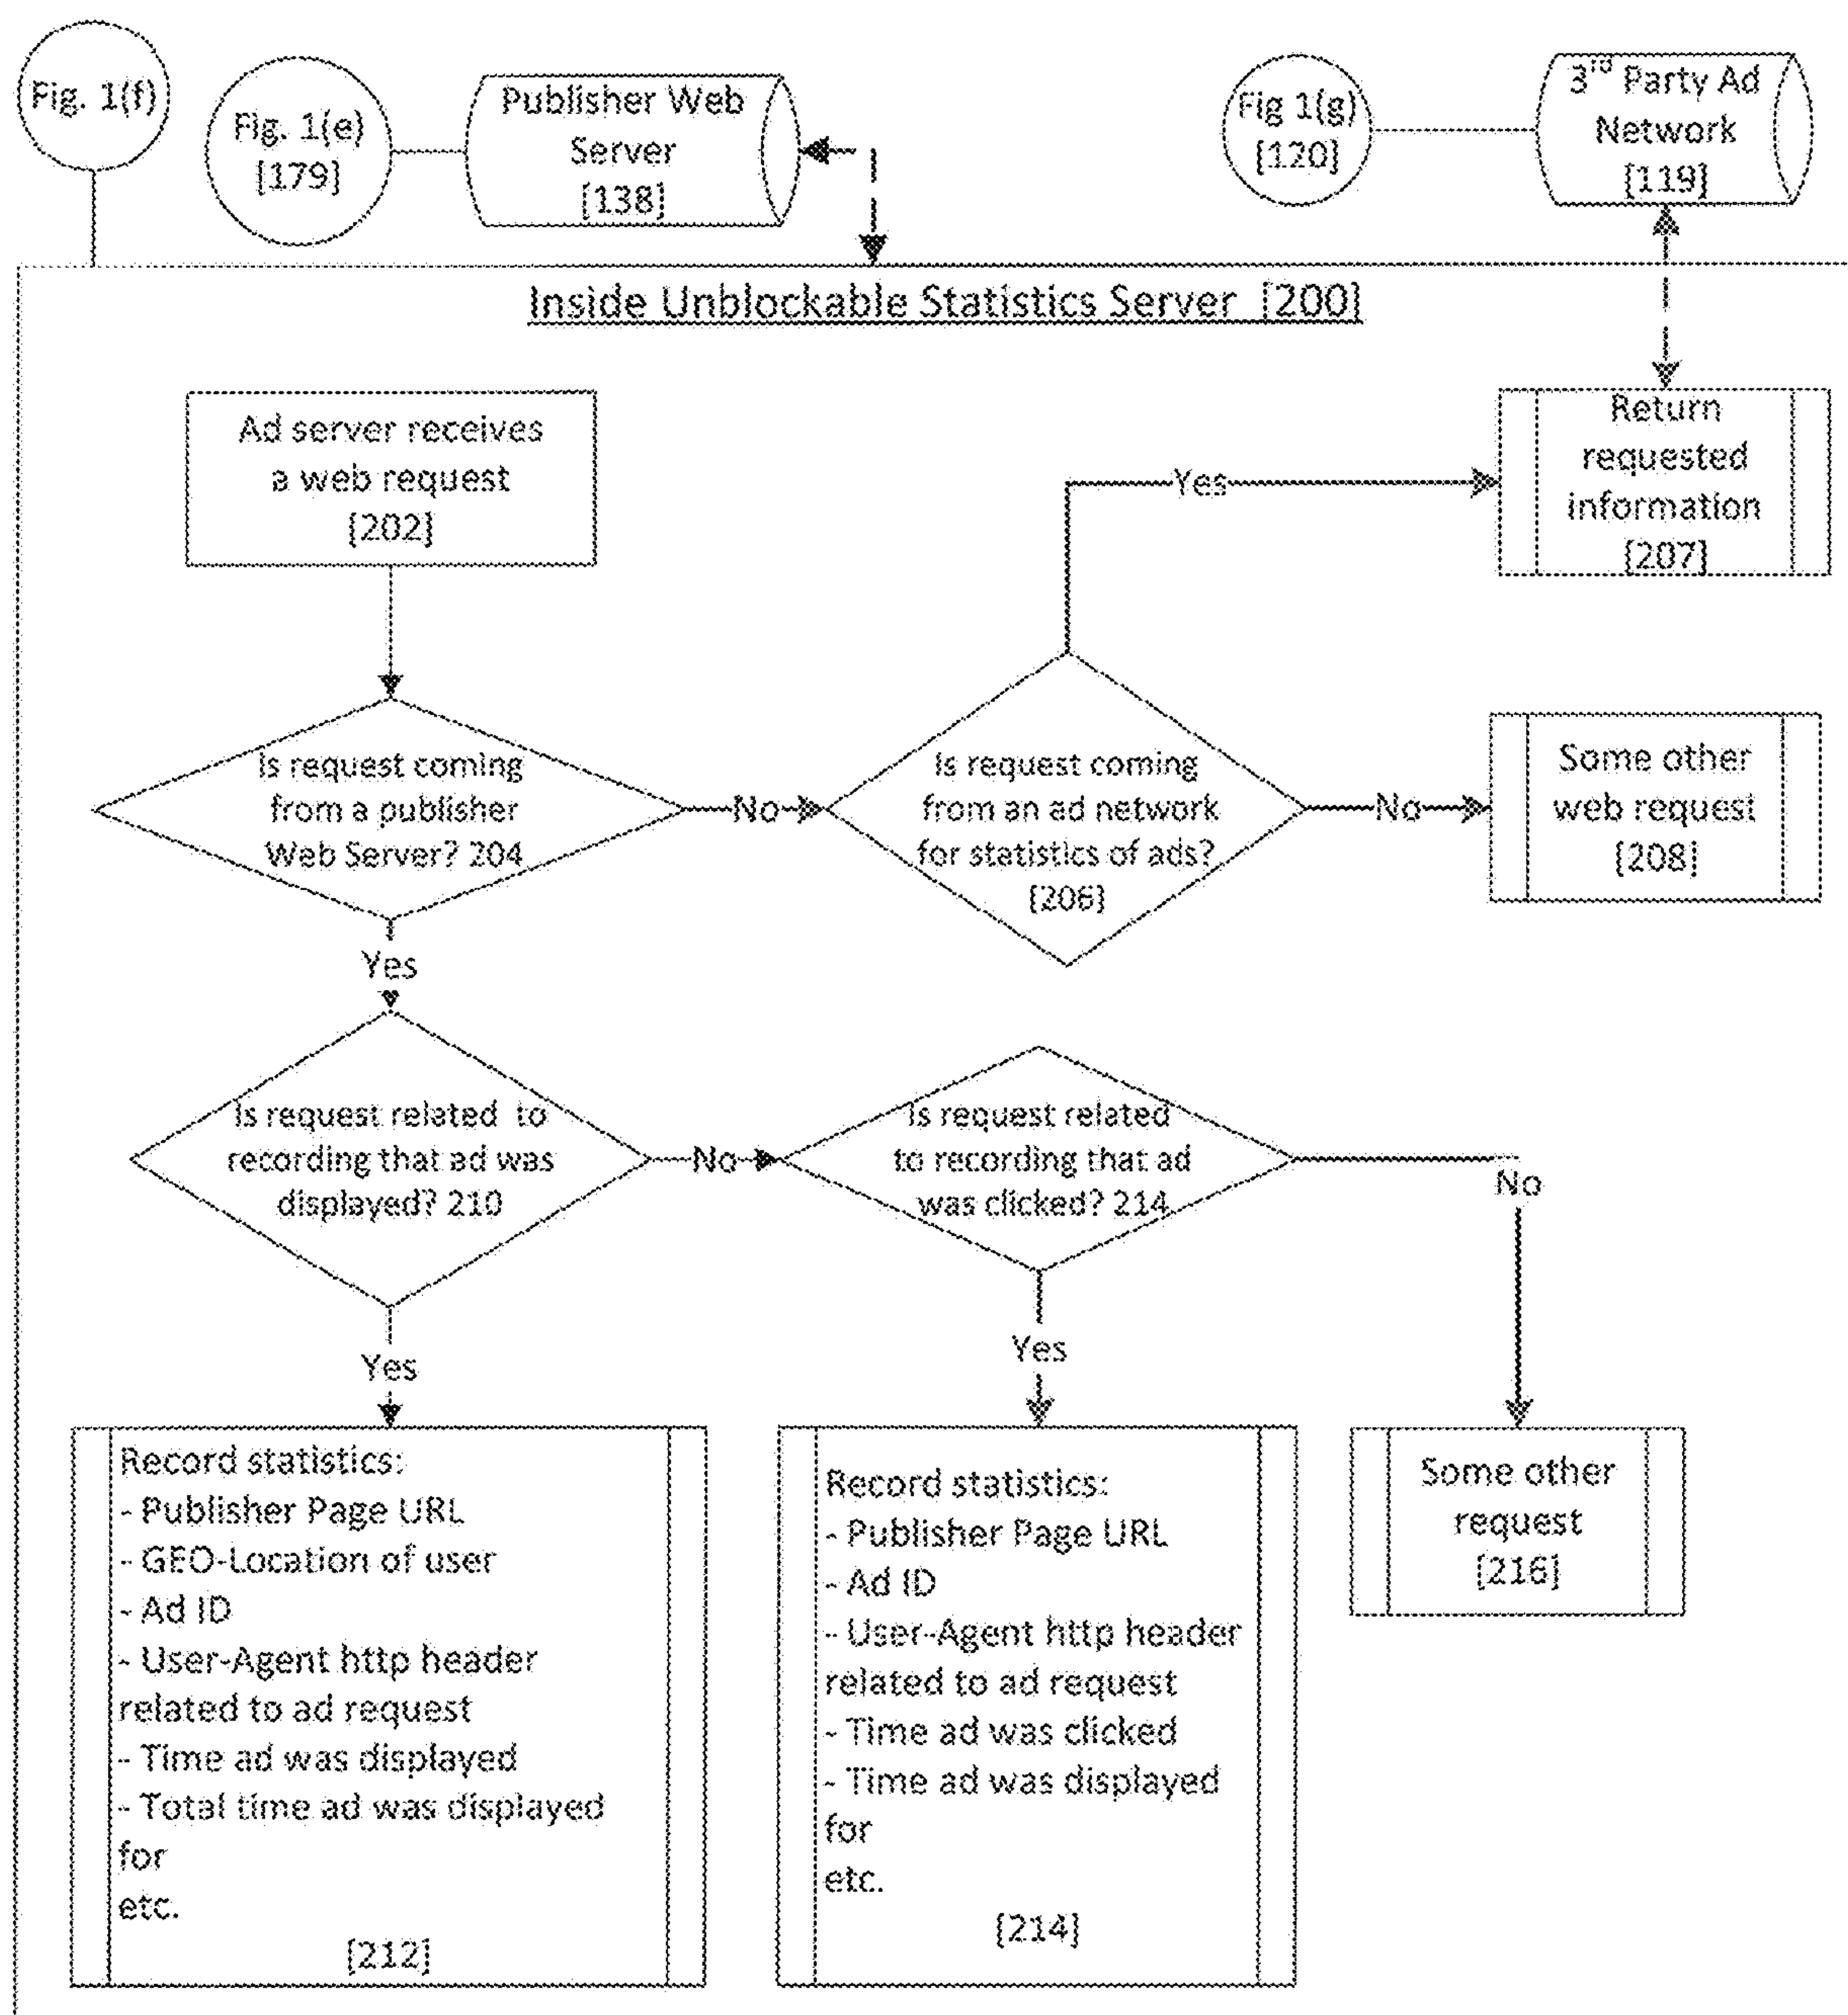 Fig. 1(f)
Fig. 1(e)
[179]
Publisher Web
Server
[138]
Fig 1(g)
[120]
3rd Party Ad
Network
[119]
Inside Unblockable Statistics Server [200]
Ad server receives
a web request
[202]
Yes
Return
requested
information
[207]
Is request coming
from a publisher
Web Server? 204
No
Is request coming
from an ad network
for statistics of ads?
[206]
No
Some other
web request
[208]
Yes
Is request related to
recording that ad was
displayed? 210
No
Is request related
to recording that ad
was clicked? 214
No
Yes
Yes
Record statistics:
- Publisher Page URL
- GEO-Location of user
- Ad ID
- User-Agent http header
related to ad request
- Time ad was displayed
- Total time ad was displayed
for
etc.
[212]
Record statistics:
- Publisher Page URL
- Ad ID
- User-Agent http header
related to ad request
- Time ad was clicked
- Time ad was displayed
for
etc.
[214]
Some other
request
[216]